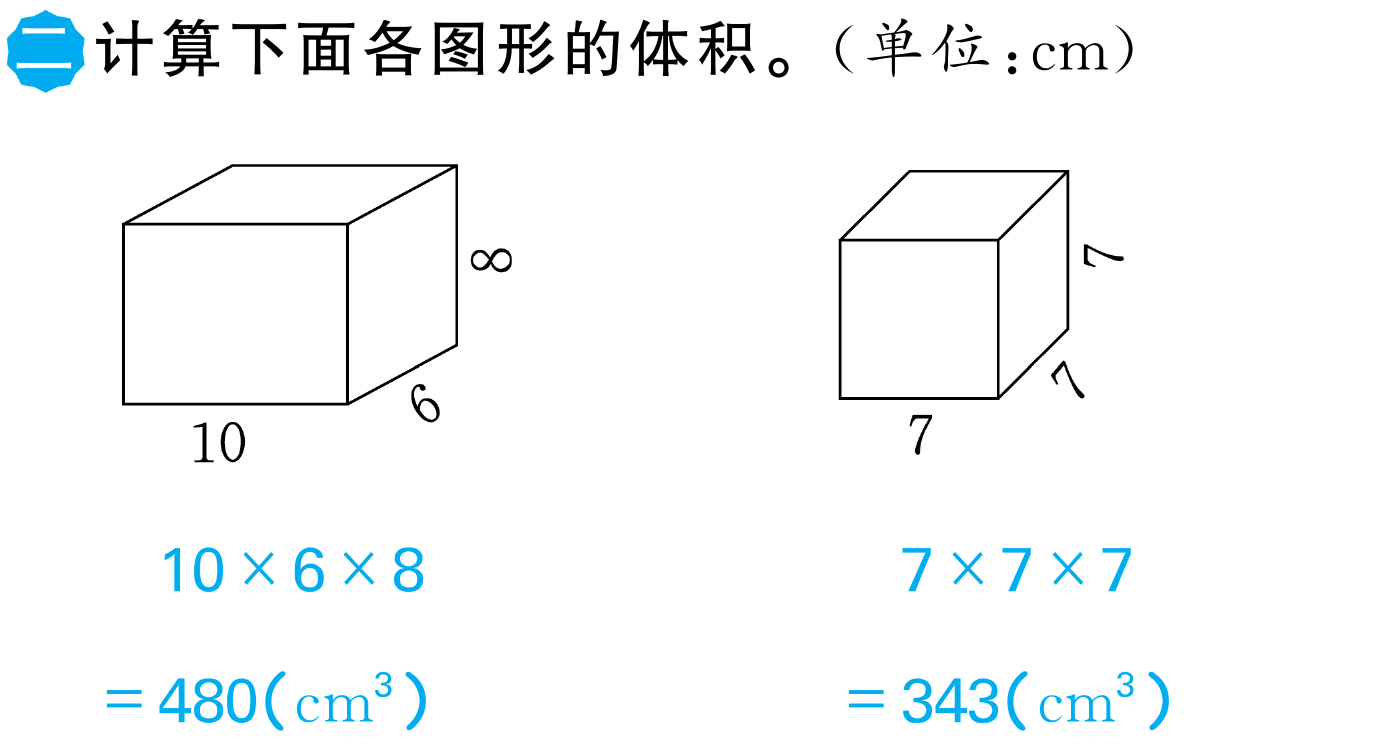 二 计算下面各图形的体积。(单位:cm)
8
7
6
7
10
7
10×6×8
7×7×7
=480(cm³)
=343(cm³)